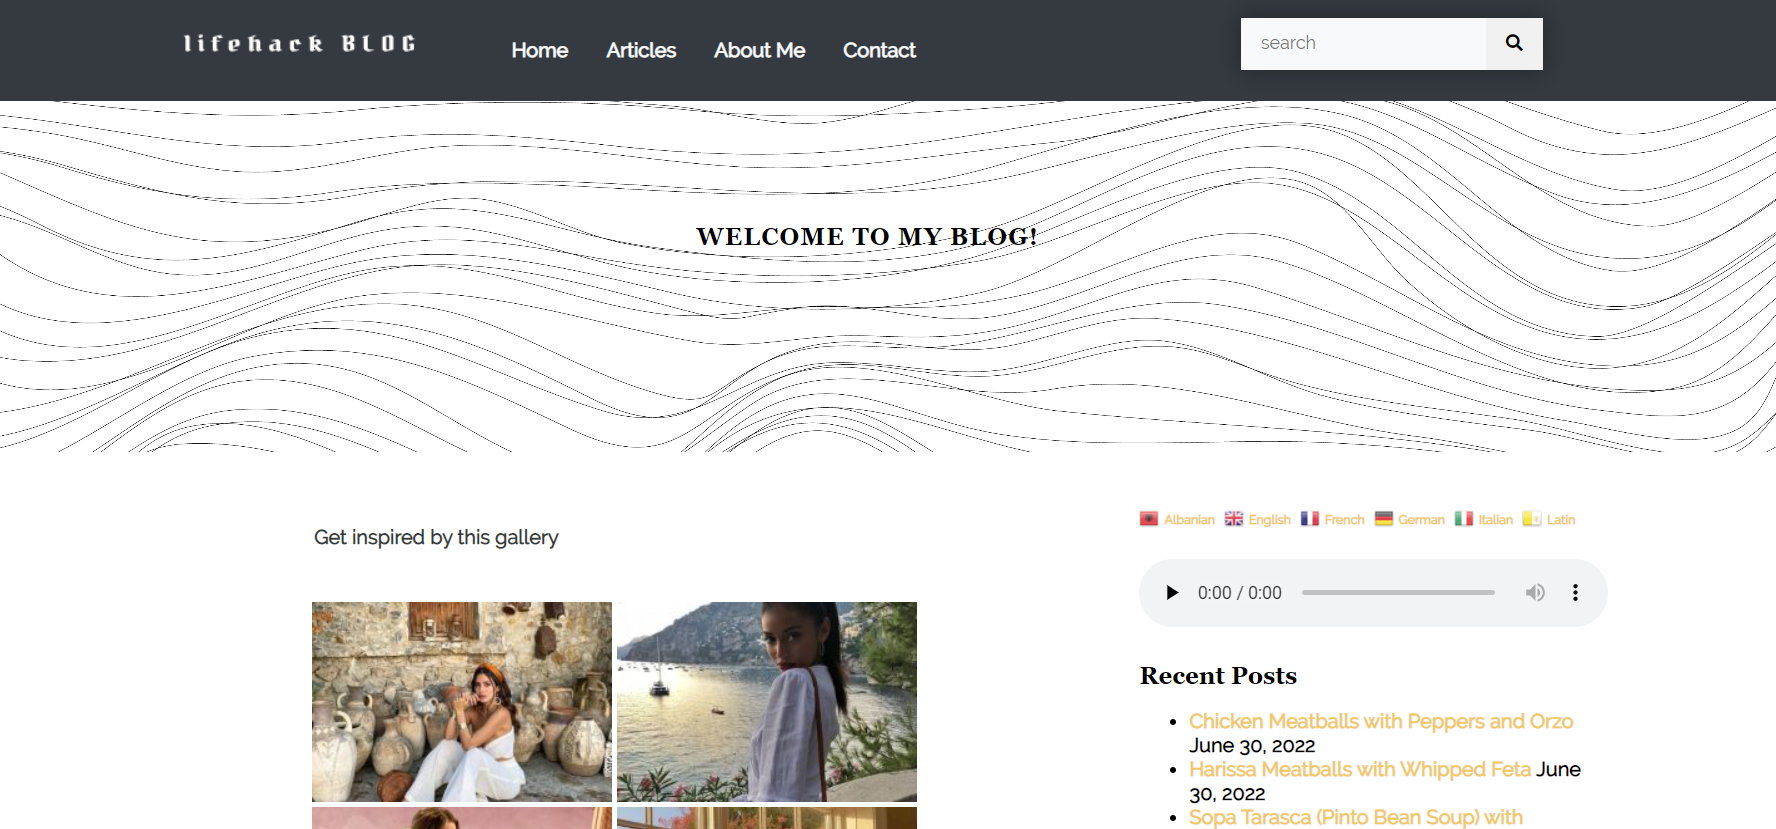 lifehack BLOG
Home Articles About Me Contact
search
WELCOME TO MY BLOG!
Albanian English French German Italian Latin
Get inspired by this gallery
0:00 / 0:00
Recent Posts
Chicken Meatballs with Peppers and Orzo
June 30, 2022
Harissa Meatballs with Whipped Feta June
30, 2022
Sopa Tarasca (Pinto Bean Soup) with